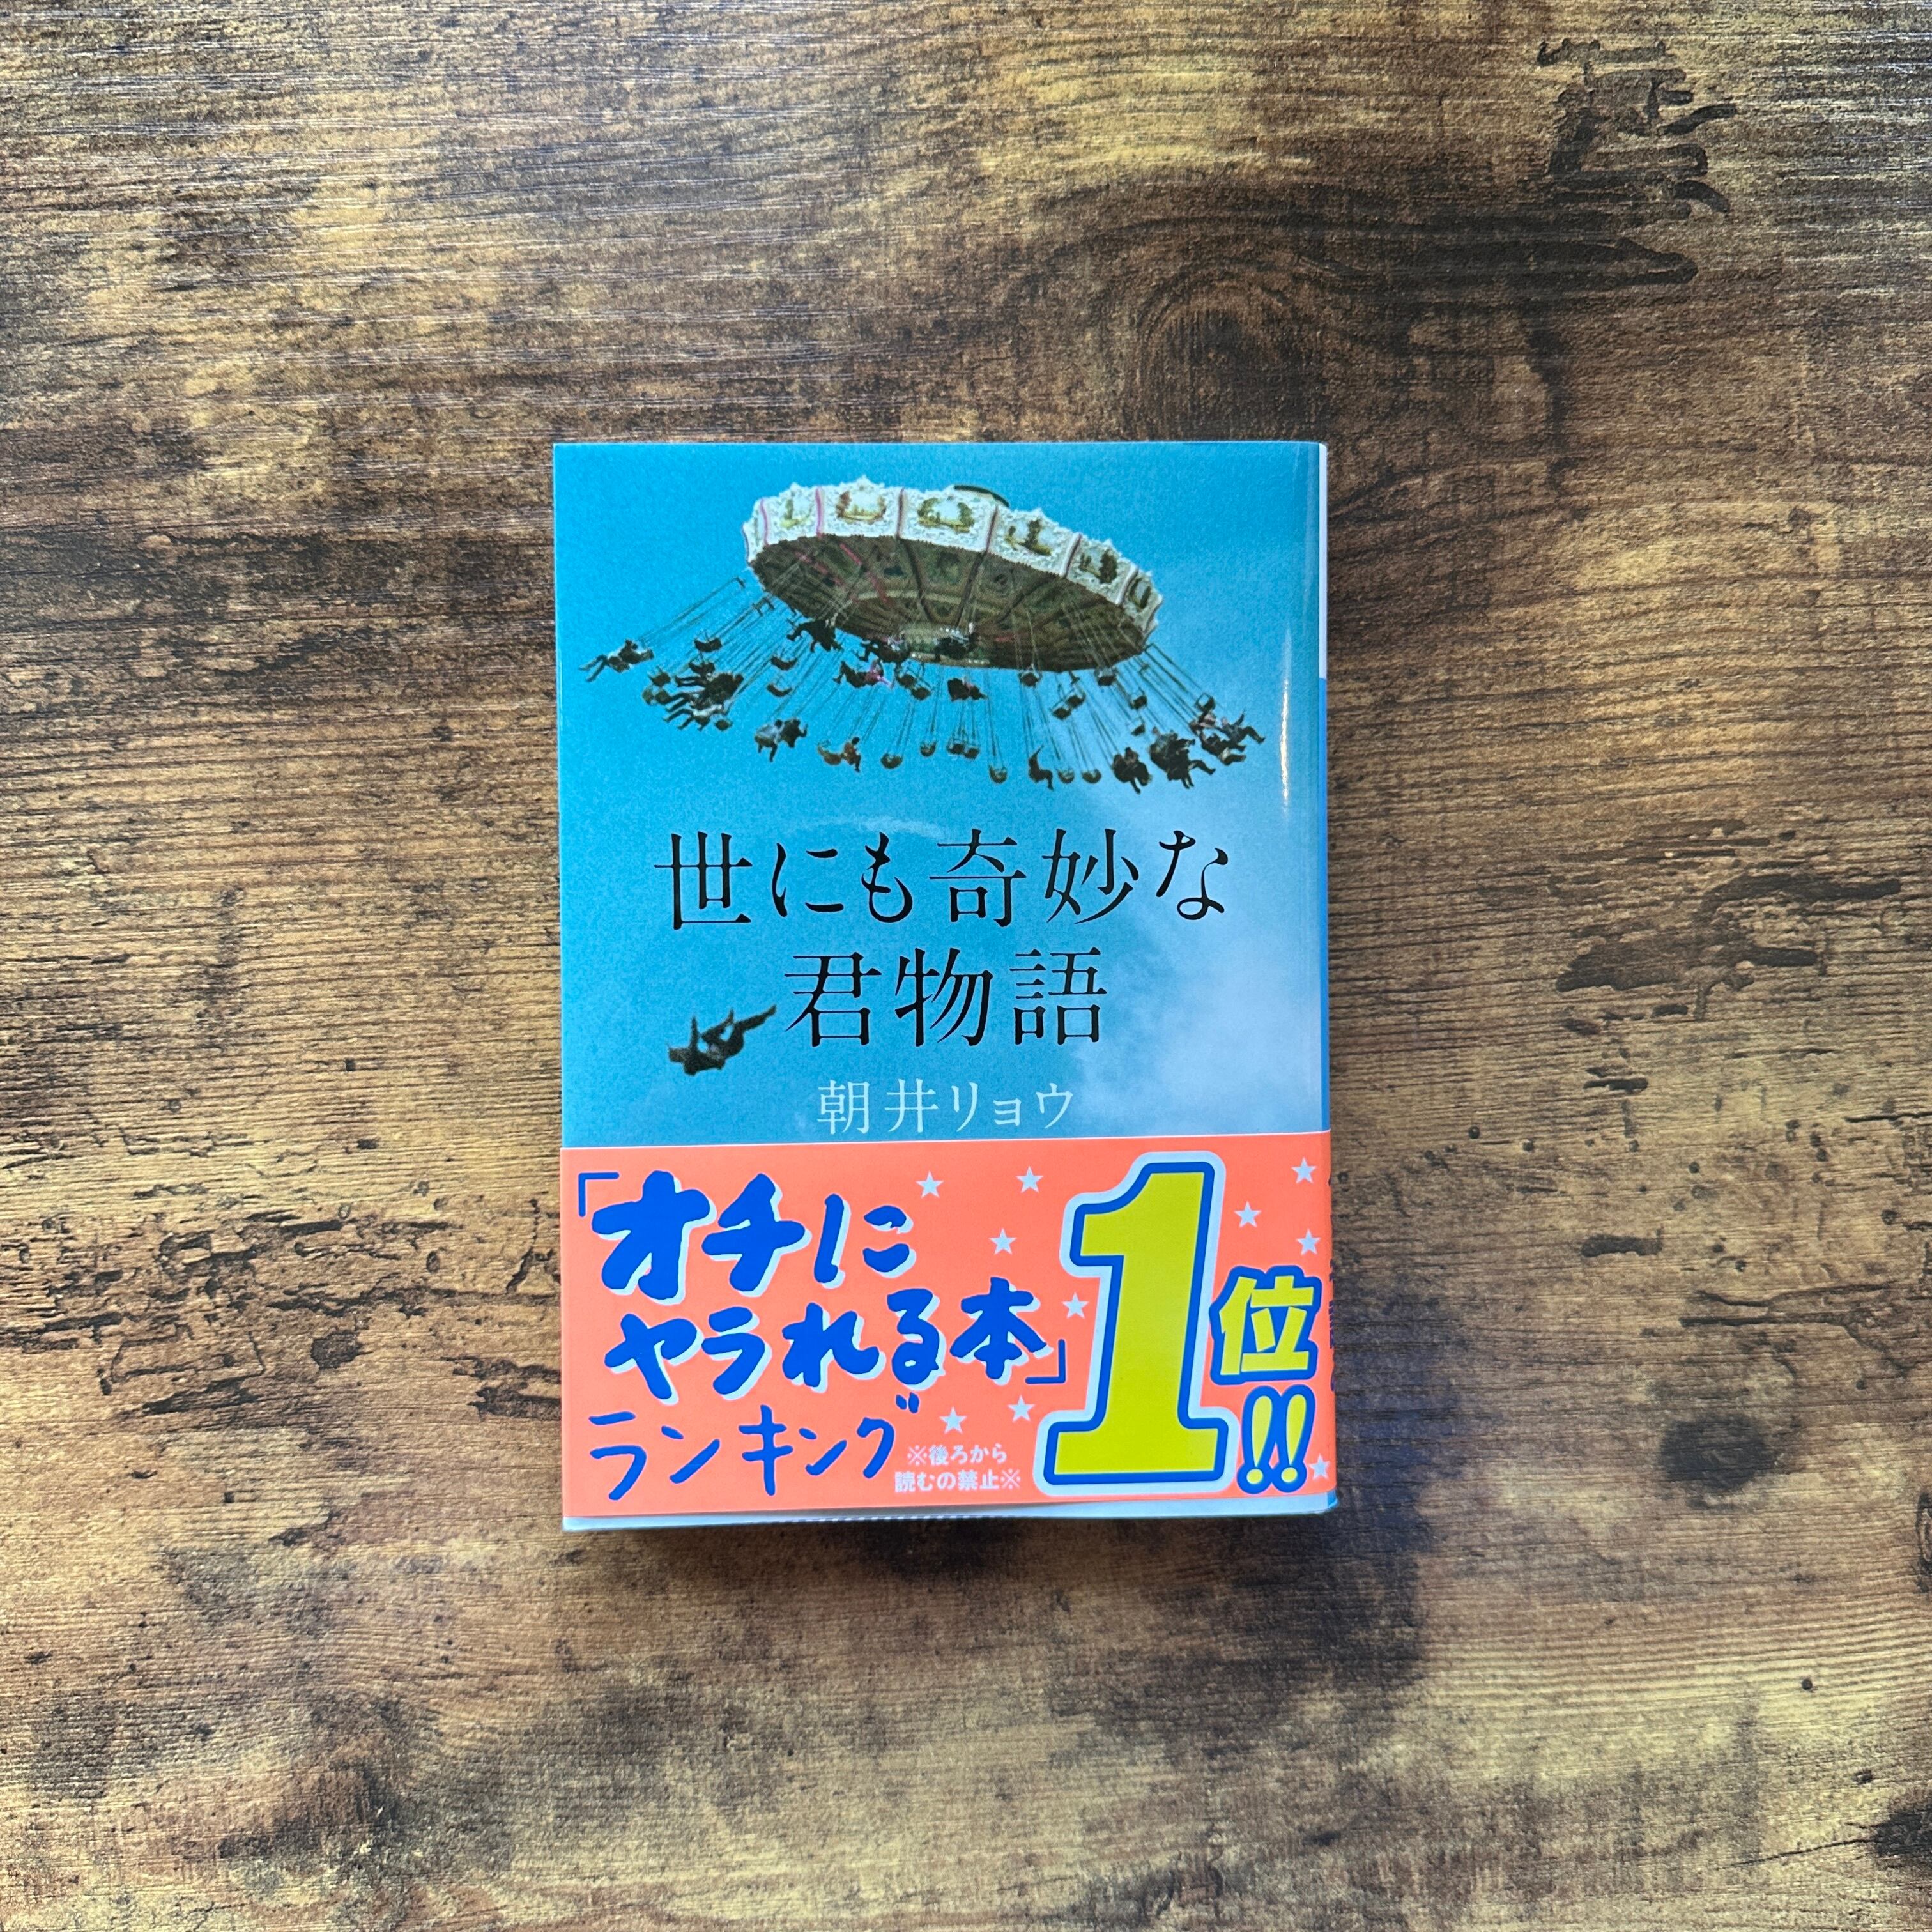 世にも奇妙な
君物語
朝井リョウ
「オチに
ヤラれる本」
ランキング
1位!!
※後ろから
読むの禁止※